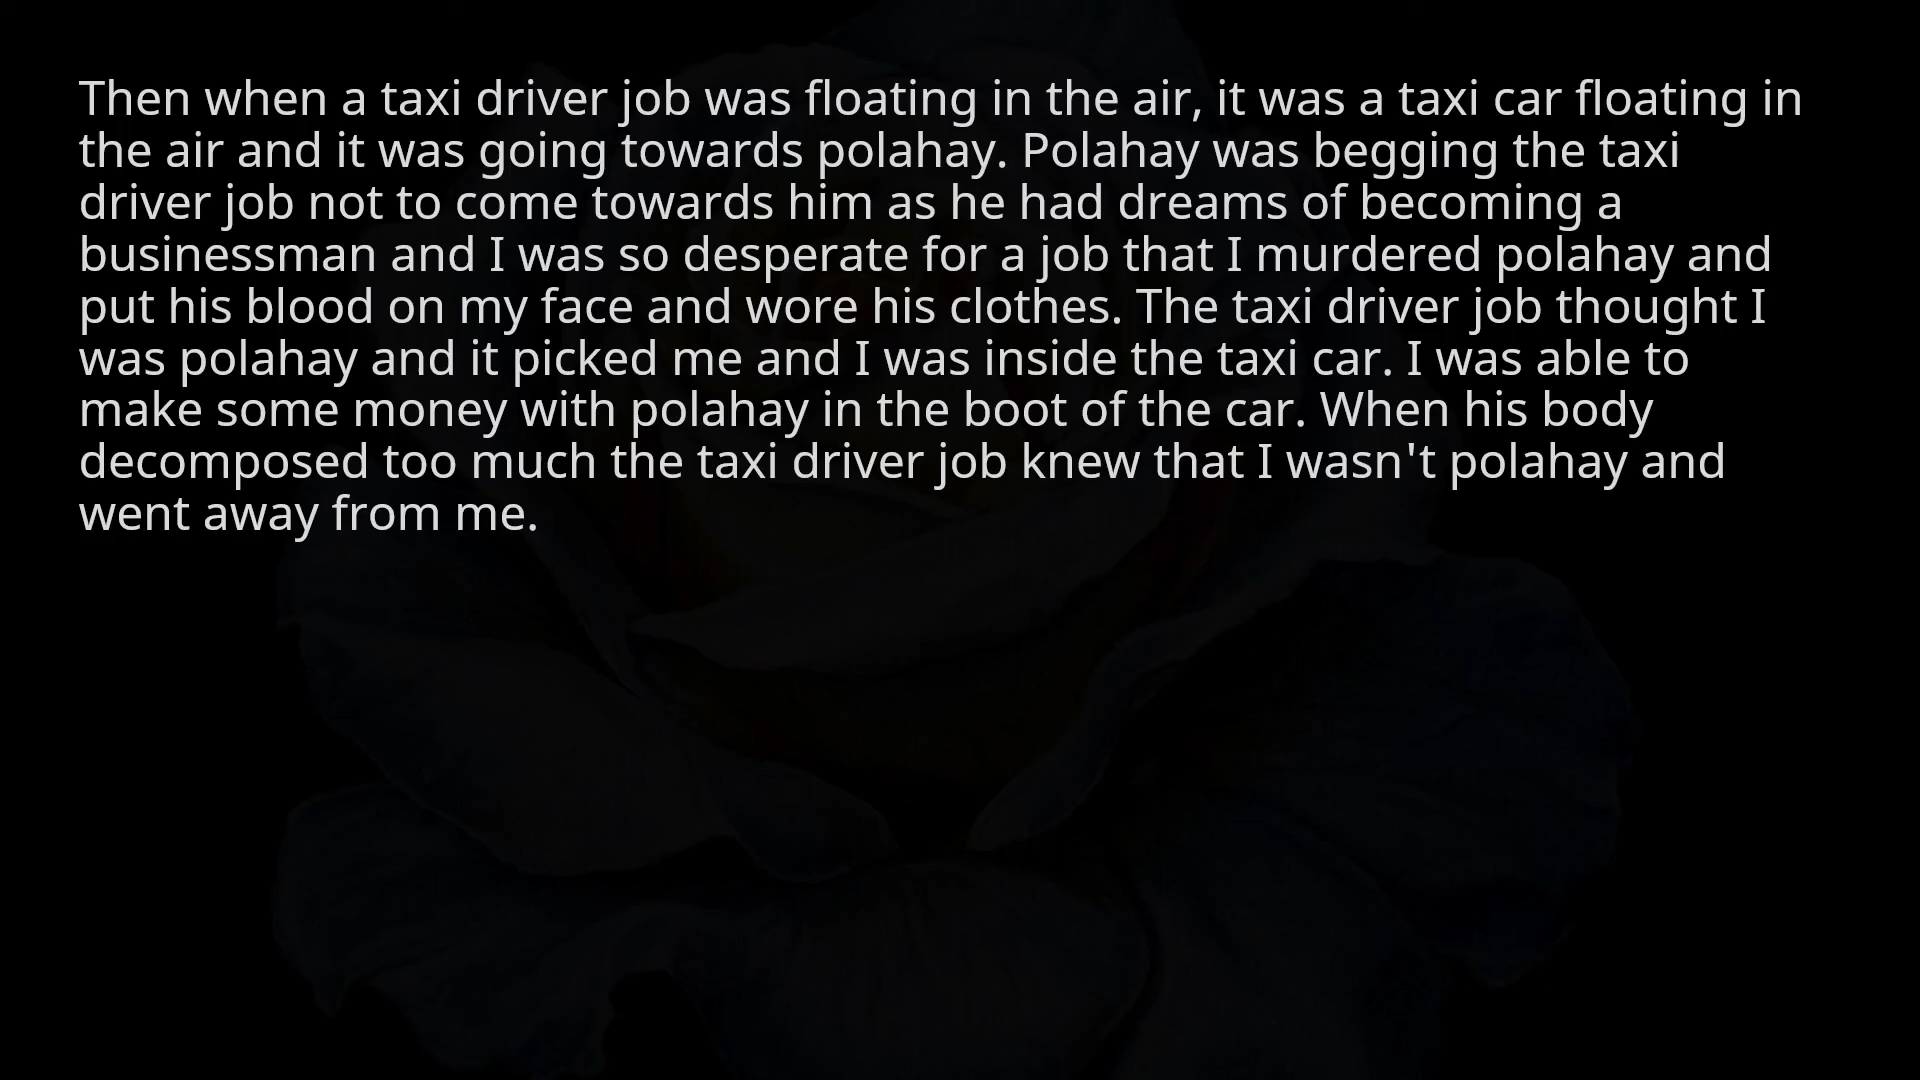 Then when a taxi driver job was floating in the air, it was a taxi car floating in
the air and it was going towards polahay. Polahay was begging the taxi
driver job not to come towards him as he had dreams of becoming a
businessman and I was so desperate for a job that I murdered polahay and
put his blood on my face and wore his clothes. The taxi driver job thought I
was polahay and it picked me and I was inside the taxi car. I was able to
make some money with polahay in the boot of the car. When his body
decomposed too much the taxi driver job knew that I wasn't polahay and
went away from me.